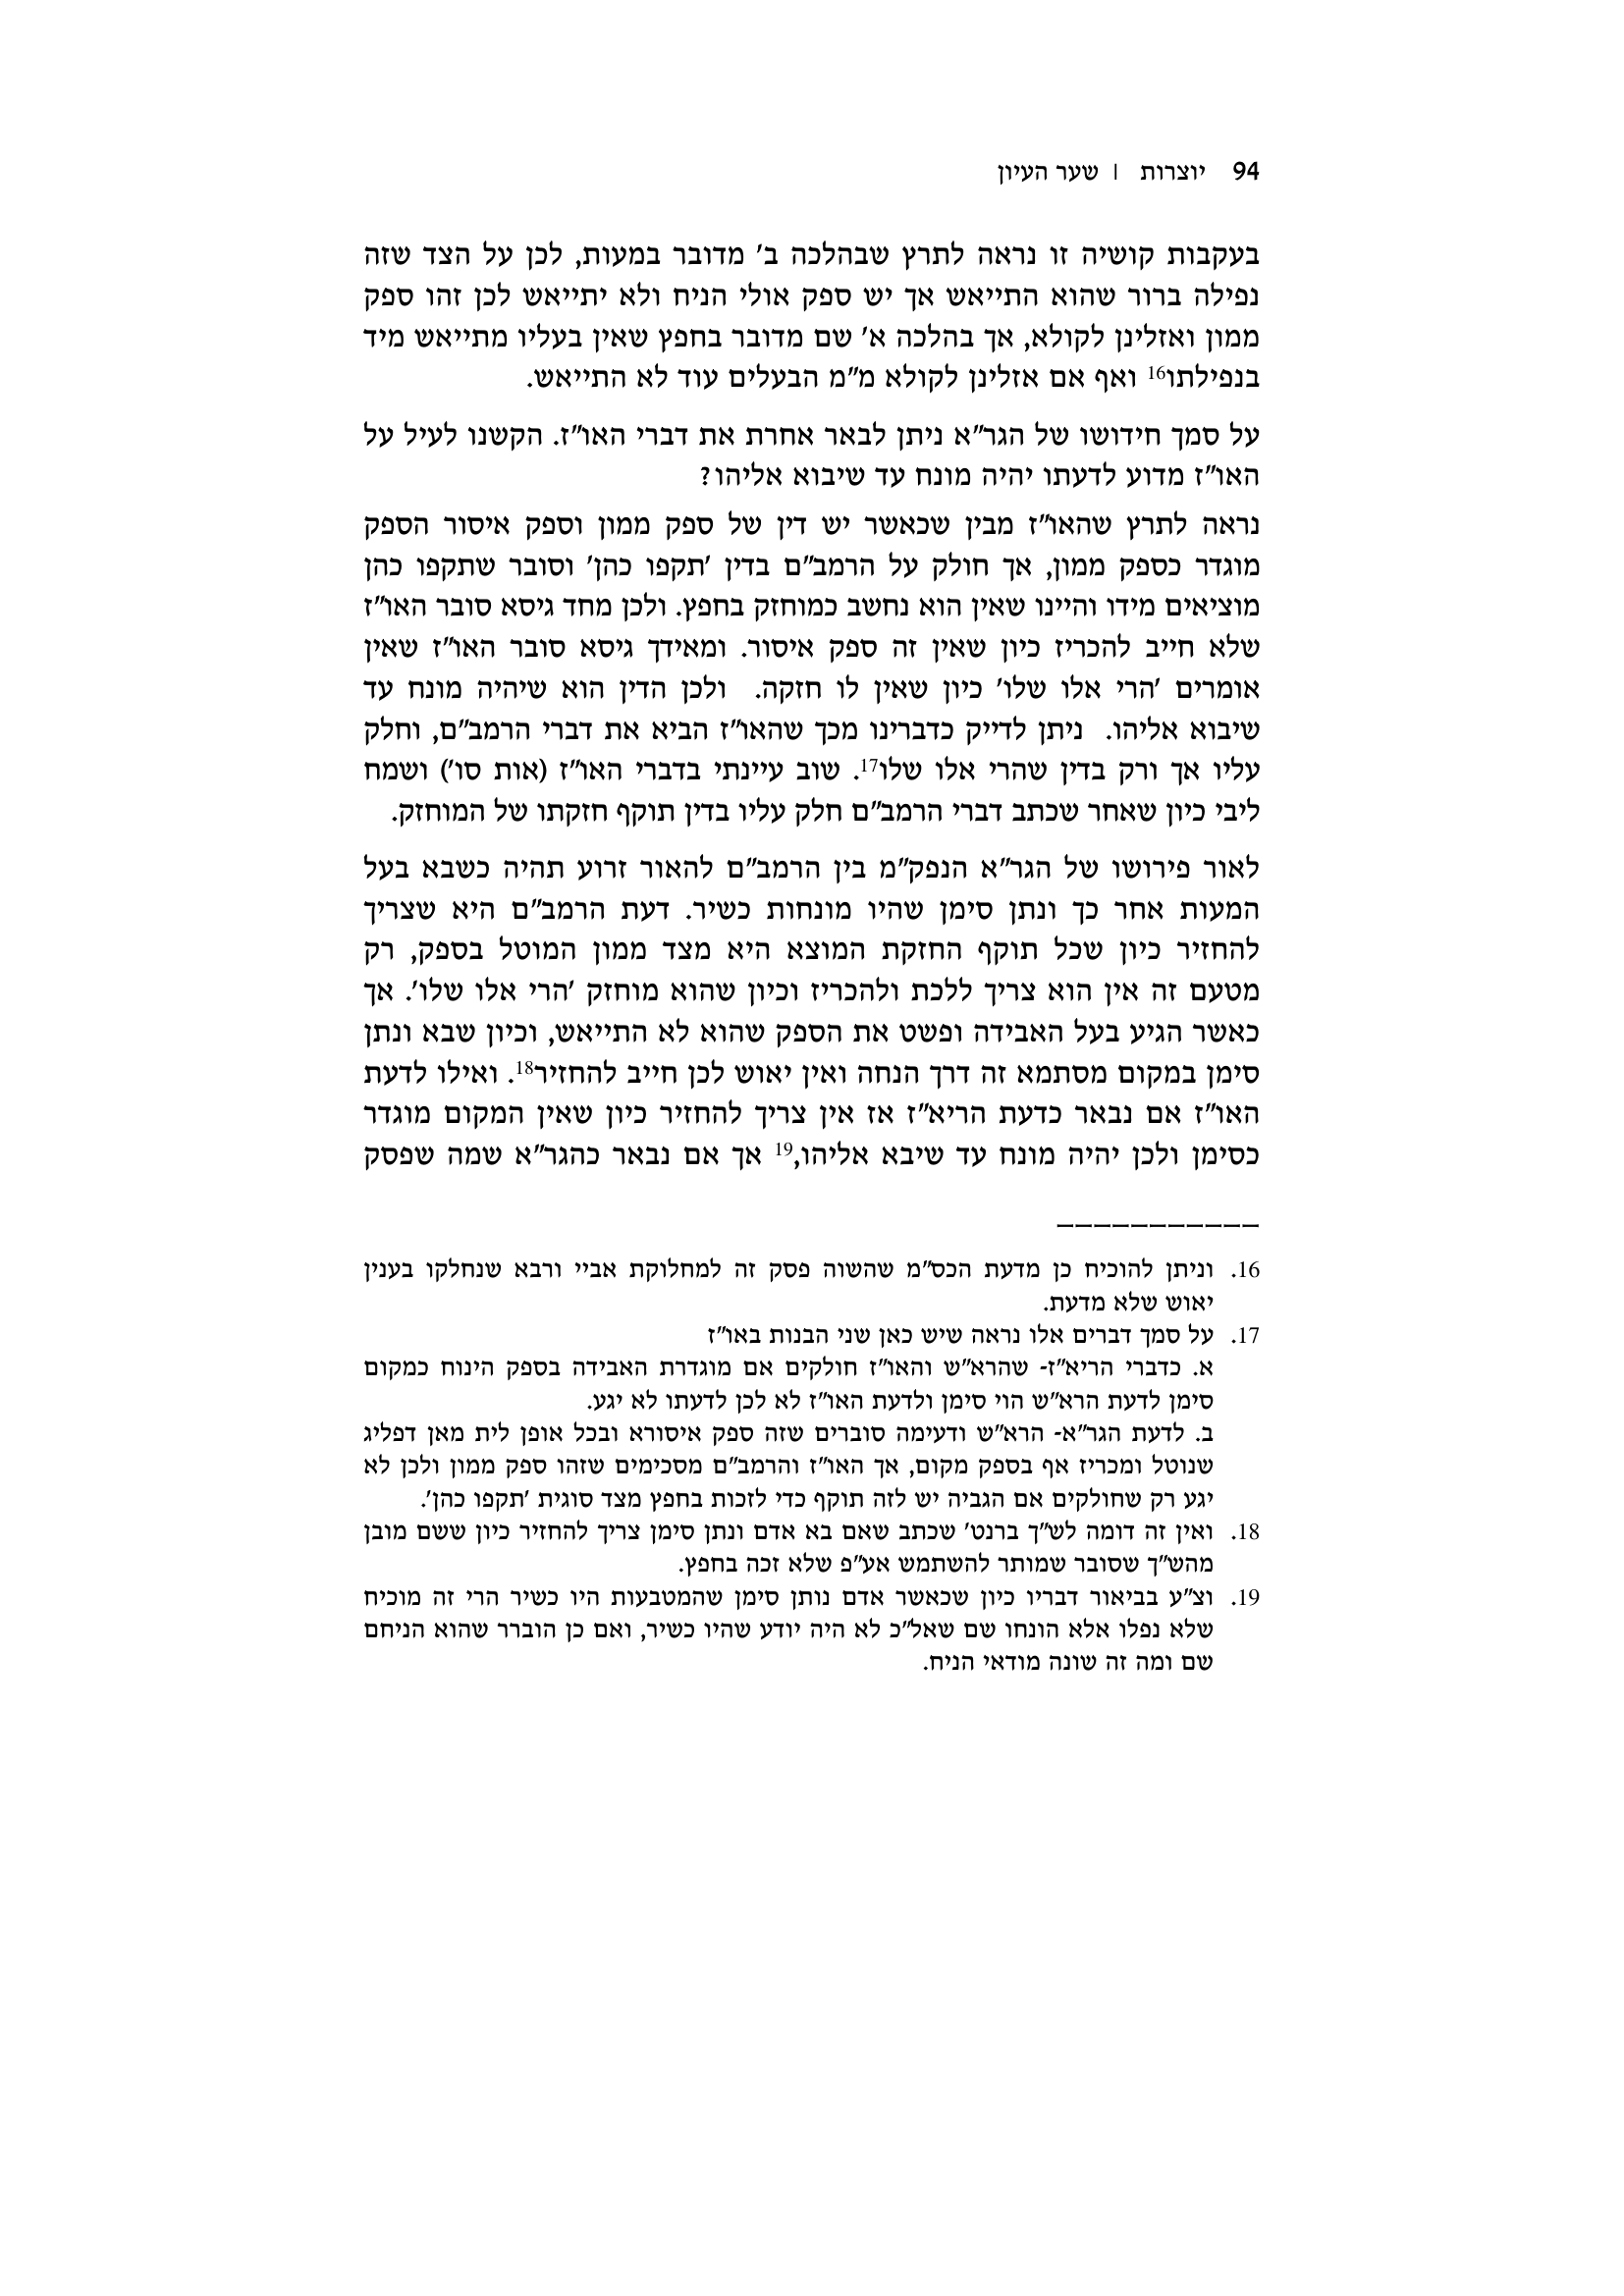 94 יוצרות | שער העיון
בעקבות קושיה זו נראה לתרץ שבהלכה ב' מדובר במעות, לכן על הצד שזה
נפילה ברור שהוא התייאש אך יש ספק אולי הניח ולא יתייאש לכן זהו ספק
ממון ואזלינן לקולא, אך בהלכה א' שם מדובר בחפץ שאין בעליו מתייאש מיד
בנפילתו16 ואף אם אזלינן לקולא מ"מ הבעלים עוד לא התייאש.
על סמך חידושו של הגר"א ניתן לבאר אחרת את דברי האו"ז. הקשנו לעיל על
האו"ז מדוע לדעתו יהיה מונח עד שיבוא אליהו?
נראה לתרץ שהאו"ז מבין שכאשר יש דין של ספק ממון וספק איסור הספק
מוגדר כספק ממון, אך חולק על הרמב"ם בדין 'תקפו כהן' וסובר שתקפו כהן
מוציאים מידו והיינו שאין הוא נחשב כמוחזק בחפץ. ולכן מחד גיסא סובר האו"ז
שלא חייב להכריז כיון שאין זה ספק איסור. ומאידך גיסא סובר האו"ז שאין
אומרים 'הרי אלו שלו' כיון שאין לו חזקה. ולכן הדין הוא שיהיה מונח עד
שיבוא אליהו. ניתן לדייק כדברינו מכך שהאו"ז הביא את דברי הרמב"ם, וחלק
עליו אך ורק בדין שהרי אלו שלו17. שוב עיינתי בדברי האו"ז (אות סו') ושמח
ליבי כיון שאחר שכתב דברי הרמב"ם חלק עליו בדין תוקף חזקתו של המוחזק.
לאור פירושו של הגר"א הנפק"מ בין הרמב"ם להאור זרוע תהיה כשבא בעל
המעות אחר כך ונתן סימן שהיו מונחות כשיר. דעת הרמב"ם היא שצריך
להחזיר כיון שכל תוקף החזקת המוצא היא מצד ממון המוטל בספק, רק
מטעם זה אין הוא צריך ללכת ולהכריז וכיון שהוא מוחזק 'הרי אלו שלו'. אך
כאשר הגיע בעל האבידה ופשט את הספק שהוא לא התייאש, וכיון שבא ונתן
סימן במקום מסתמא זה דרך הנחה ואין יאוש לכן חייב להחזיר18. ואילו לדעת
האו"ז אם נבאר כדעת הריא"ז אז אין צריך להחזיר כיון שאין המקום מוגדר
כסימן ולכן יהיה מונח עד שיבא אליהו,19 אך אם נבאר כהגר"א שמה שפסק
16. וניתן להוכיח כן מדעת הכס"מ שהשוה פסק זה למחלוקת אביי ורבא שנחלקו בענין
יאוש שלא מדעת.
17. על סמך דברים אלו נראה שיש כאן שני הבנות באו"ז
א. כדברי הריא"ז- שהרא"ש והאו"ז חולקים אם מוגדרת האבידה בספק הינוח כמקום
סימן לדעת הרא"ש הוי סימן ולדעת האו"ז לא לכן לדעתו לא יגע.
ב. לדעת הגר"א- הרא"ש ודעימה סוברים שזה ספק איסורא ובכל אופן לית מאן דפליג
שנוטל ומכריז אף בספק מקום, אך האו"ז והרמב"ם מסכימים שזהו ספק ממון ולכן לא
יגע רק שחולקים אם הגביה יש לזה תוקף כדי לזכות בחפץ מצד סוגית 'תקפו כהן'.
18. ואין זה דומה לש"ך ברנט' שכתב שאם בא אדם ונתן סימן צריך להחזיר כיון ששם מובן
מהש"ך שסובר שמותר להשתמש אע"פ שלא זכה בחפץ.
19. וצ"ע בביאור דבריו כיון שכאשר אדם נותן סימן שהמטבעות היו כשיר הרי זה מוכיח
שלא נפלו אלא הונחו שם שאל"כ לא היה יודע שהיו כשיר, ואם כן הוברר שהוא הניחם
שם ומה זה שונה מודאי הניח.